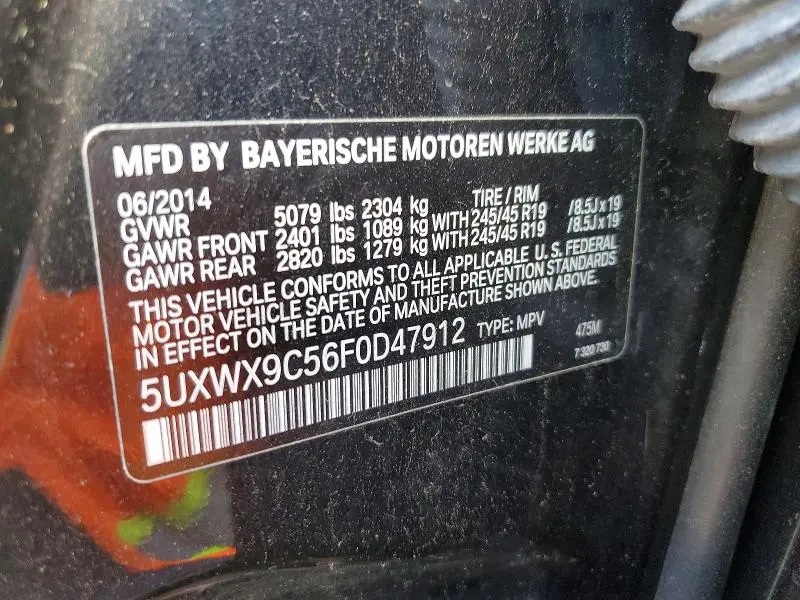 MFD BY BAYERISCHE MOTOREN WERKE AG
06/2014 TIRE / RIM
GVWR 5079 lbs 2304 kg
GAWR FRONT 2401 lbs 1089 kg WITH 245/45 R19 /8.5J x 19
GAWR REAR 2820 lbs 1279 kg WITH 245/45 R19 /8.5J x 19
THIS VEHICLE CONFORMS TO ALL APPLICABLE U.S. FEDERAL
MOTOR VEHICLE SAFETY AND THEFT PREVENTION STANDARDS
IN EFFECT ON THE DATE OF MANUFACTURE SHOWN ABOVE.
5UXWX9C56F0D47912 TYPE: MPV 475M
7 320 730